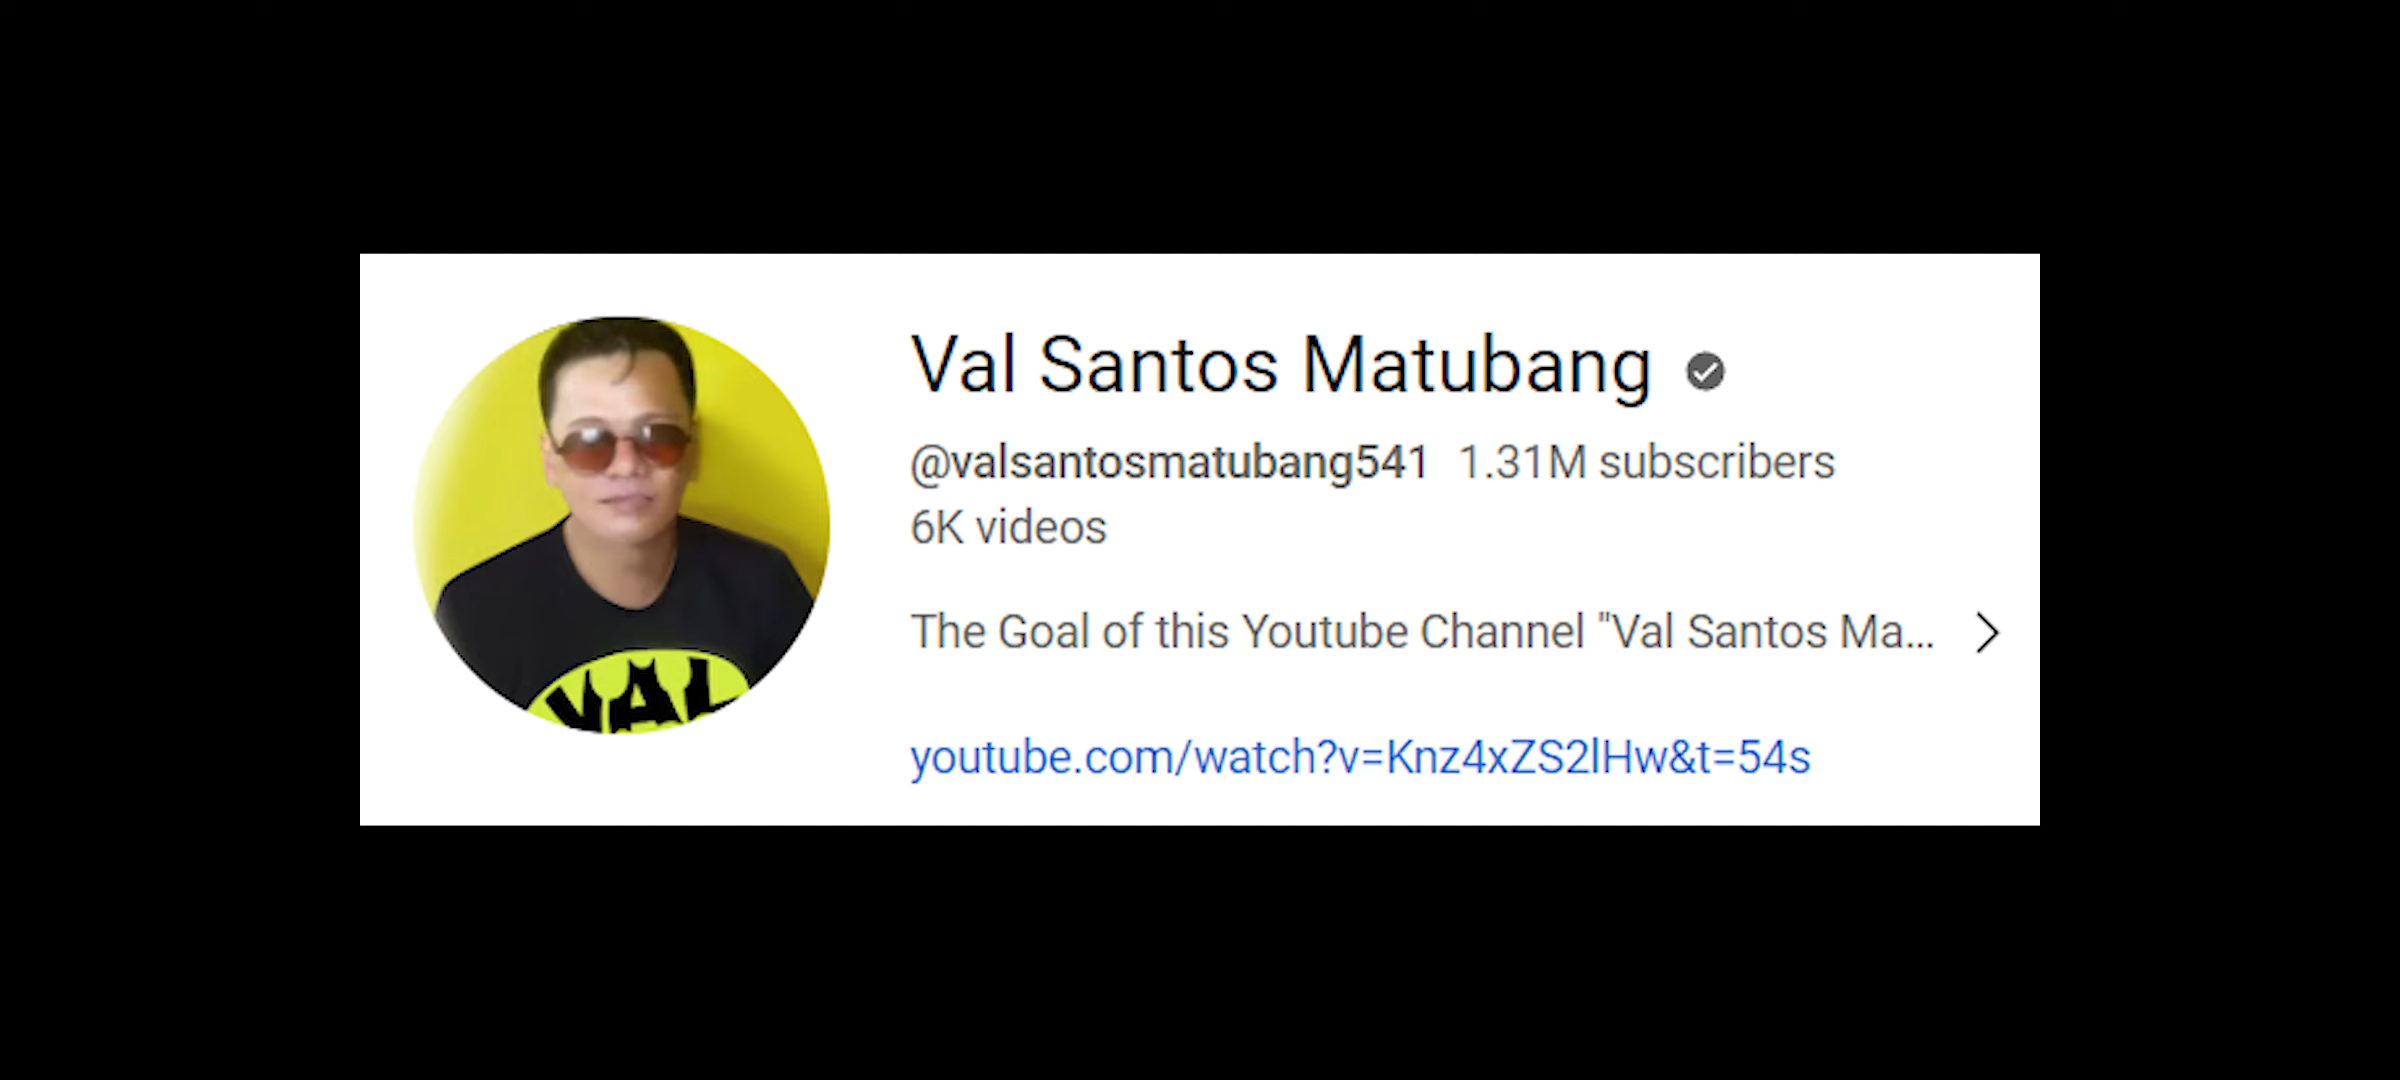 Val Santos Matubang
@valsantosmatubang541 1.31M subscribers
6K videos
The Goal of this Youtube Channel "Val Santos Ma...
youtube.com/watch?v=Knz4xZS2lHw&t=54s
VAL